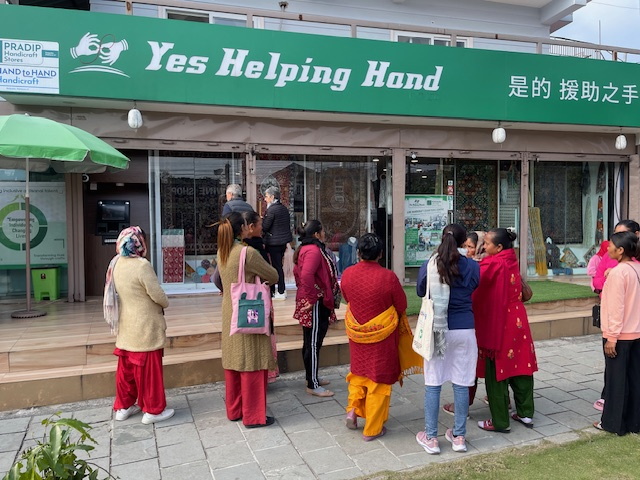 PRADIP
Handicraft
Stores
HAND to HAND
Handicraft
Yes Helping Hand
是的 援助之手